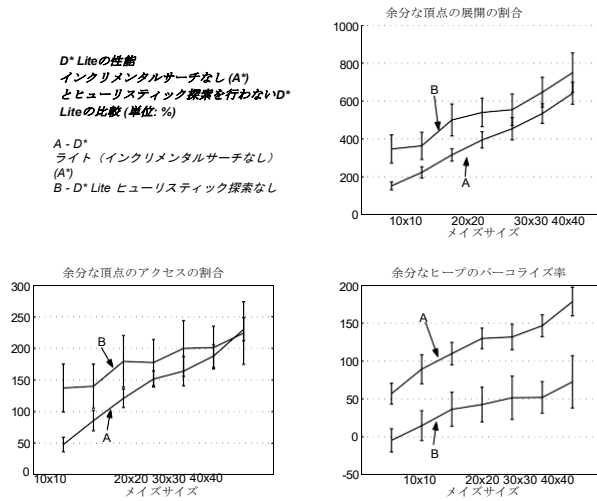 D* Liteの性能
インクリメンタルサーチなし (A*)
とヒューリスティック探索を行わないD*
Liteの比較 (単位: %)
A - D*
ライト（インクリメンタルサーチなし）
(A*)
B - D* Lite ヒューリスティック探索なし
余分な頂点の展開の割合
1000
800
600
400
200
0
B
A
10x10 20x20 30x30 40x40
メイズサイズ
余分な頂点のアクセスの割合
300
250
200
150
100
50
0
B
A
10x10 20x20 30x30 40x40
メイズサイズ
余分なヒープのパーコライズ率
200
150
100
50
0
-50
A
B
10x10 20x20 30x30 40x40
メイズサイズ